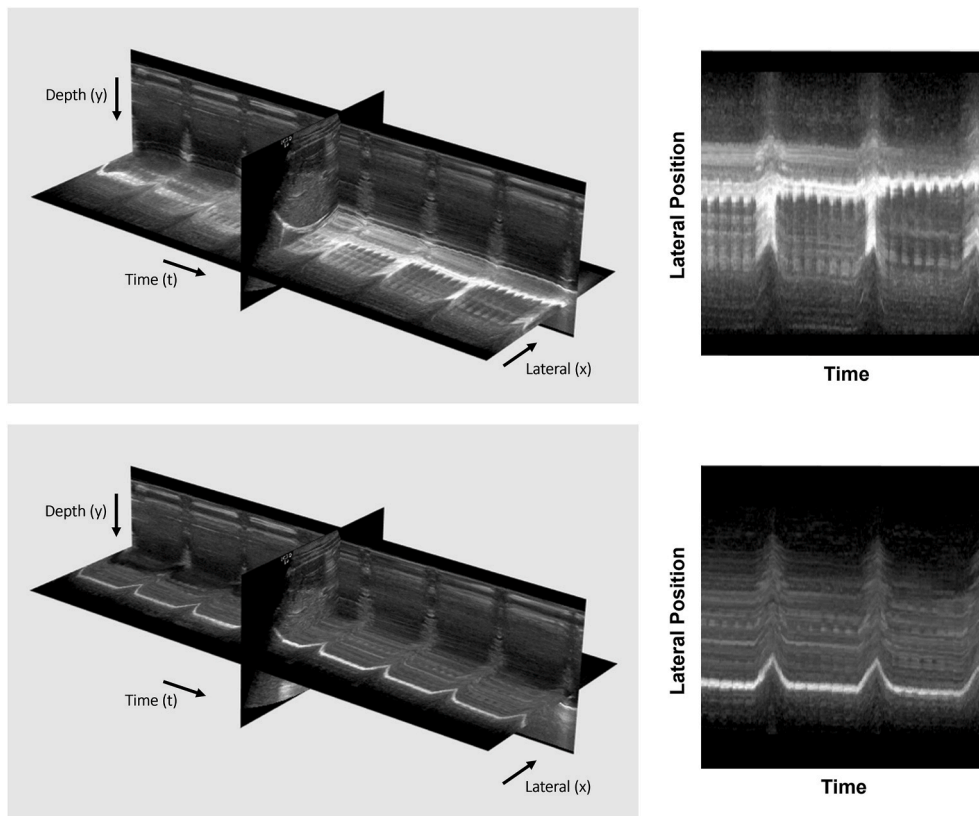 Depth (y)
Time (t)
Lateral (x)
Lateral Position
Time
Depth (y)
Time (t)
Lateral (x)
Lateral Position
Time